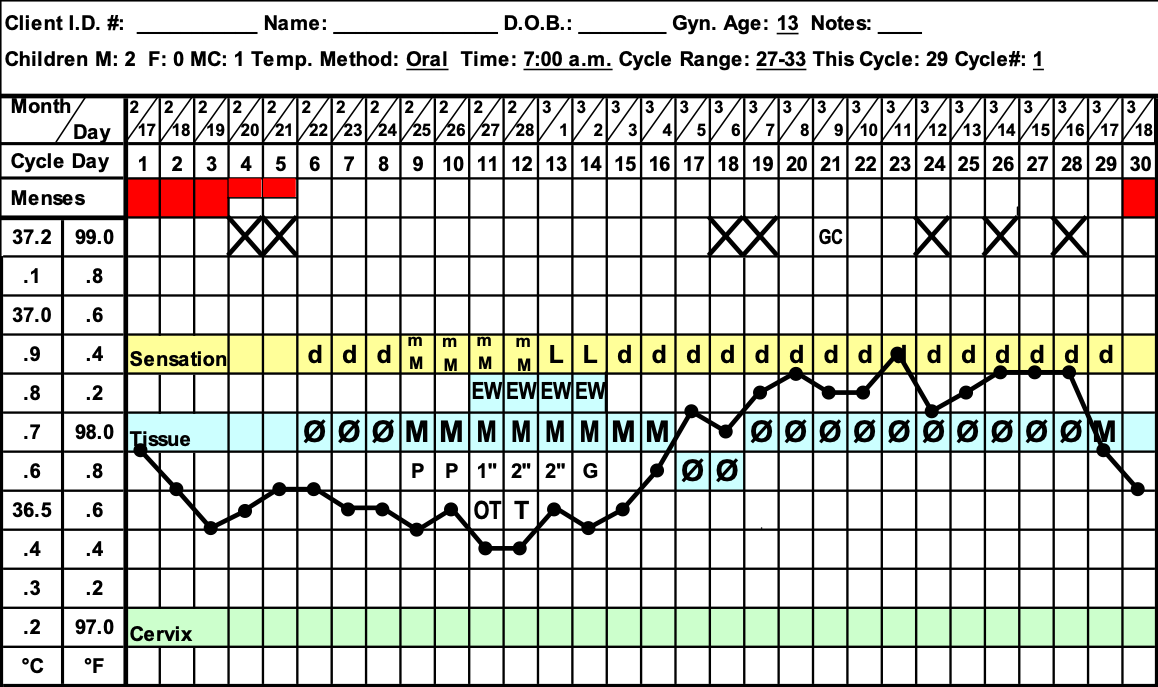 Client I.D. #: __________ Name: ______________ D.O.B.: _______ Gyn. Age: 13 Notes: ____
Children M: 2 F: 0 MC: 1 Temp. Method: Oral Time: 7:00 a.m. Cycle Range: 27-33 This Cycle: 29 Cycle#: 1
Month/Day 2/17 2/18 2/19 2/20 2/21 2/22 2/23 2/24 2/25 2/26 2/27 2/28 3/1 3/2 3/3 3/4 3/5 3/6 3/7 3/8 3/9 3/10 3/11 3/12 3/13 3/14 3/15 3/16 3/17 3/18
Cycle Day 1 2 3 4 5 6 7 8 9 10 11 12 13 14 15 16 17 18 19 20 21 22 23 24 25 26 27 28 29 30
Menses
37.2 99.0 X X X X GC X X X
.1 .8
37.0 .6
.9 .4 Sensation d d d m M m M m M m M L L d d d d d d d d d d d d d d d
.8 .2 EW EW EW EW
.7 98.0 Tissue Ø Ø Ø M M M M M M M M Ø Ø Ø Ø Ø Ø Ø Ø Ø Ø M
.6 .8 P P 1" 2" 2" G Ø Ø
36.5 .6 OT T
.4 .4
.3 .2
.2 97.0 Cervix
°C °F